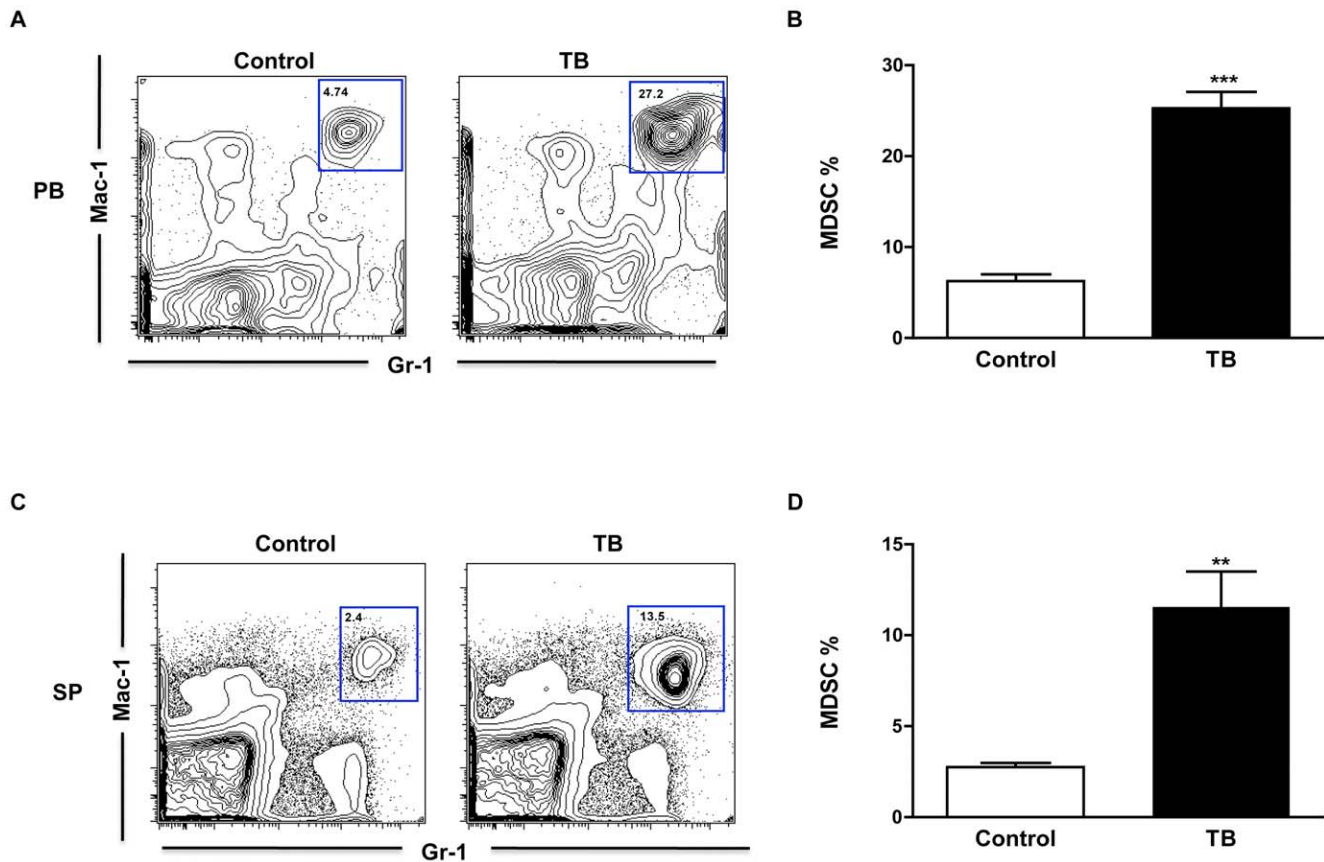 A
B
Control
TB
4.74
27.2
PB
Mac-1
Gr-1
30
20
10
0
MDSC %
***
Control
TB
C
D
Control
TB
2.4
13.5
SP
Mac-1
Gr-1
15
10
5
0
MDSC %
**
Control
TB